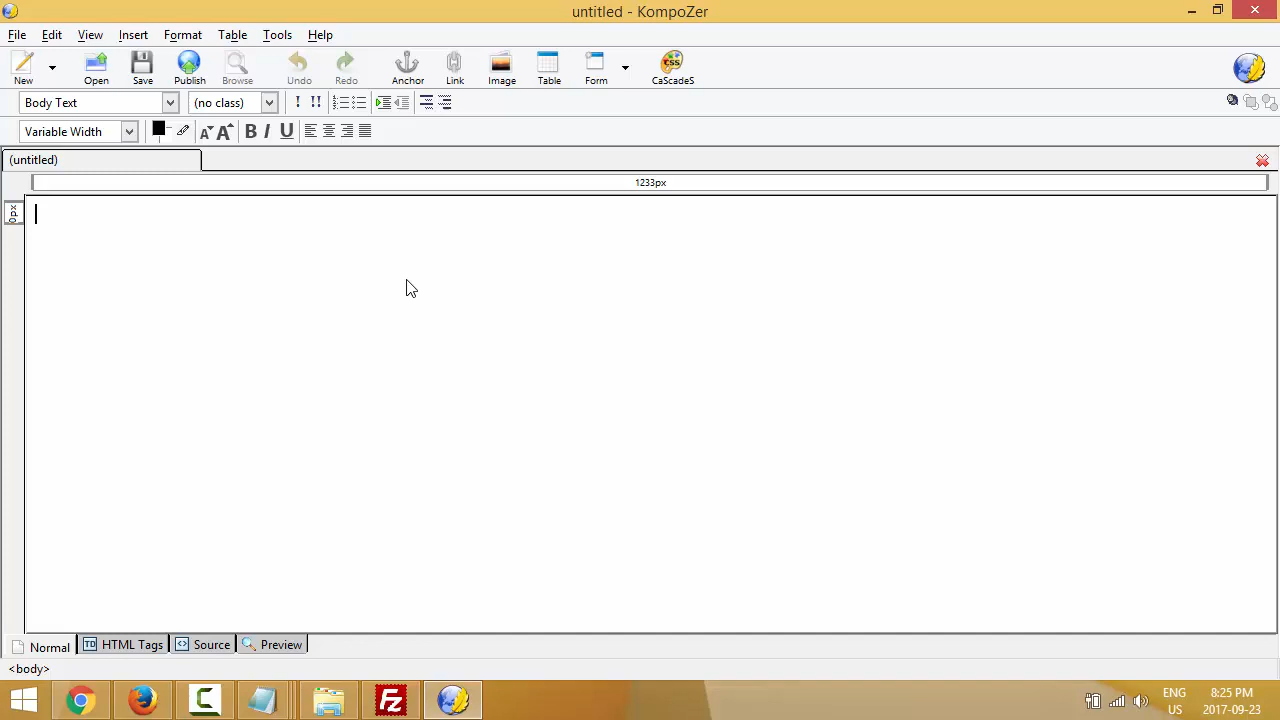 untitled - KompoZer
File Edit View Insert Format Table Tools Help
New Open Save Publish Browse Undo Redo Anchor Link Image Table Form CaScadeS
Body Text (no class) ! !!
Variable Width A A B I U
(untitled)
1233px
0px
Normal TD HTML Tags <> Source Preview
<body>
ENG 8:25 PM
US 2017-09-23